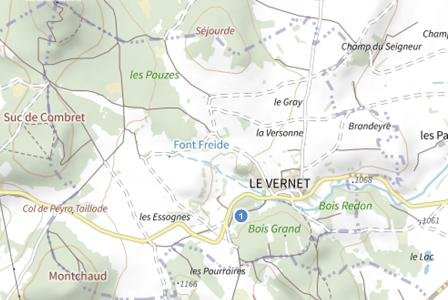 Séjourde
Champ du Seigneur
Cham
les Pouzes
le Gray
Suc de Combret
la Versonne
Brandeyre
les Pa
Font Freide
LE VERNET
1068
Col de Peyra Taillade
les Essognes
1
Bois Redon
1061
Bois Grand
le Lac
Montchaud
les Pourraires
1166